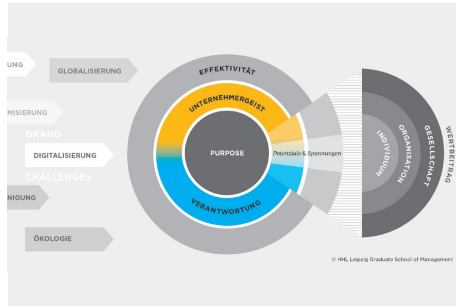 UNG
GLOBALISIERUNG
MISIERUNG
GRAND
DIGITALISIERUNG
CHALLENGES
NIGUNG
ÖKOLOGIE
EFFEKTIVITÄT
UNTERNEHMERGEIST
PURPOSE
Potenziale & Spannungen
VERANTWORTUNG
INDIVIDUUM
ORGANISATION
GESELLSCHAFT
WERTBEITRAG
© HHL Leipzig Graduate School of Management